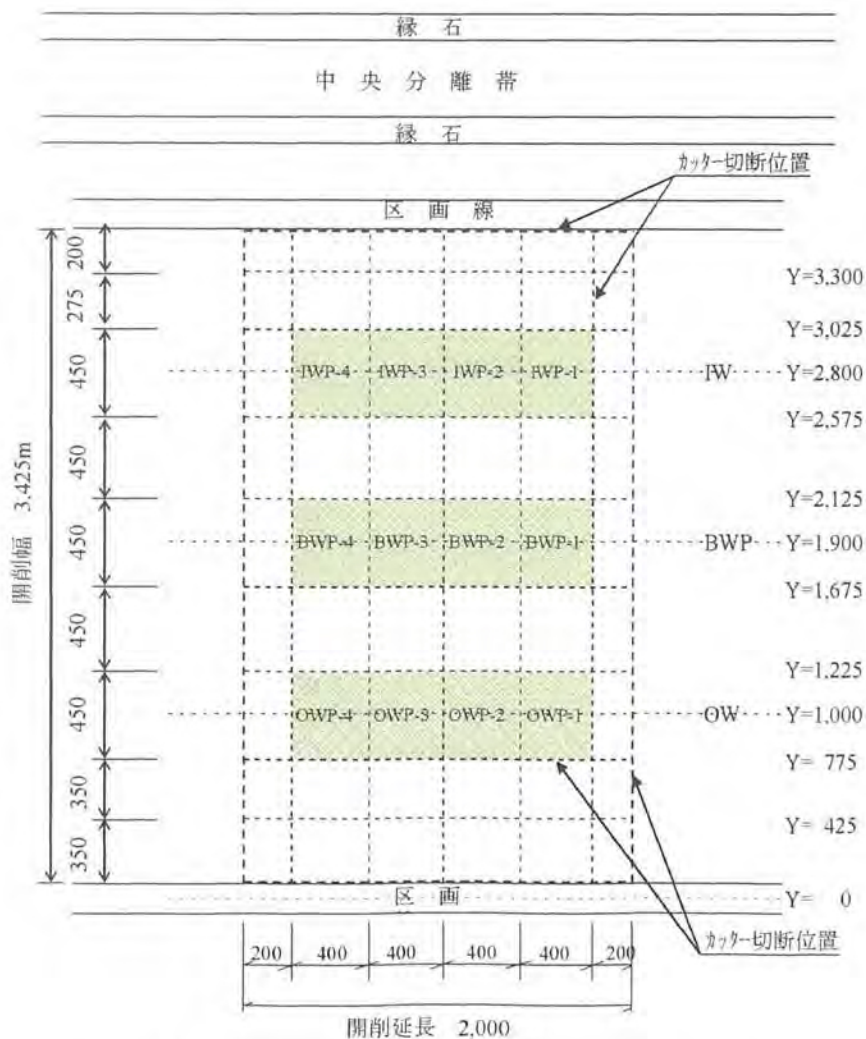 縁 石
中 央 分 離 帯
縁 石
カッター切断位置
区 画 線
200
275
450
450
450
450
450
350
350
開削幅 3.425m
Y=3,300
Y=3,025
IWP-4 IWP-3 IWP-2 IWP-1 IW Y=2,800
Y=2,575
Y=2,125
BWP-4 BWP-3 BWP-2 BWP-1 BWP Y=1,900
Y=1,675
Y=1,225
OWP-4 OWP-3 OWP-2 OWP-1 OW Y=1,000
Y= 775
Y= 425
区 画 Y= 0
カッター切断位置
200 400 400 400 400 200
開削延長 2,000